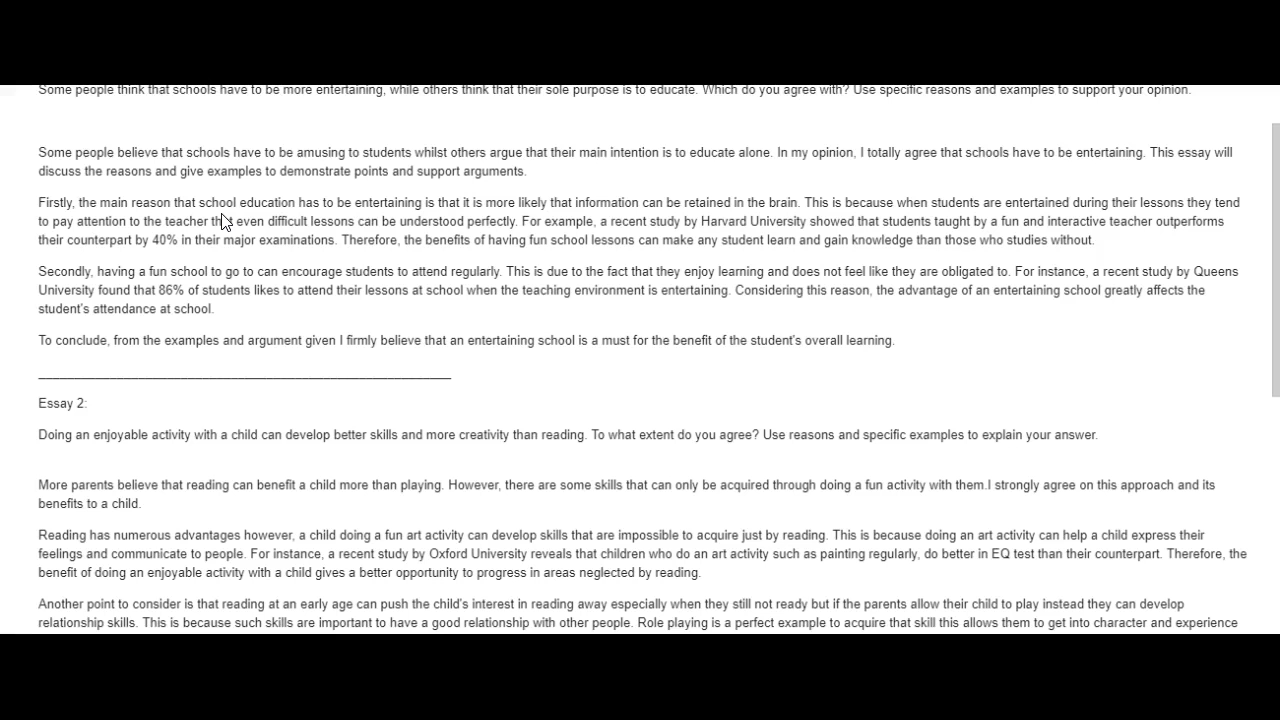 Some people think that schools have to be more entertaining, while others think that their sole purpose is to educate. Which do you agree with? Use specific reasons and examples to support your opinion.
Some people believe that schools have to be amusing to students whilst others argue that their main intention is to educate alone. In my opinion, I totally agree that schools have to be entertaining. This essay will
discuss the reasons and give examples to demonstrate points and support arguments.
Firstly, the main reason that school education has to be entertaining is that it is more likely that information can be retained in the brain. This is because when students are entertained during their lessons they tend
to pay attention to the teacher that even difficult lessons can be understood perfectly. For example, a recent study by Harvard University showed that students taught by a fun and interactive teacher outperforms
their counterpart by 40% in their major examinations. Therefore, the benefits of having fun school lessons can make any student learn and gain knowledge than those who studies without.
Secondly, having a fun school to go to can encourage students to attend regularly. This is due to the fact that they enjoy learning and does not feel like they are obligated to. For instance, a recent study by Queens
University found that 86% of students likes to attend their lessons at school when the teaching environment is entertaining. Considering this reason, the advantage of an entertaining school greatly affects the
student's attendance at school.
To conclude, from the examples and argument given I firmly believe that an entertaining school is a must for the benefit of the student's overall learning.
___________________________________________________________
Essay 2:
Doing an enjoyable activity with a child can develop better skills and more creativity than reading. To what extent do you agree? Use reasons and specific examples to explain your answer.
More parents believe that reading can benefit a child more than playing. However, there are some skills that can only be acquired through doing a fun activity with them.I strongly agree on this approach and its
benefits to a child.
Reading has numerous advantages however, a child doing a fun art activity can develop skills that are impossible to acquire just by reading. This is because doing an art activity can help a child express their
feelings and communicate to people. For instance, a recent study by Oxford University reveals that children who do an art activity such as painting regularly, do better in EQ test than their counterpart. Therefore, the
benefit of doing an enjoyable activity with a child gives a better opportunity to progress in areas neglected by reading.
Another point to consider is that reading at an early age can push the child's interest in reading away especially when they still not ready but if the parents allow their child to play instead they can develop
relationship skills. This is because such skills are important to have a good relationship with other people. Role playing is a perfect example to acquire that skill this allows them to get into character and experience